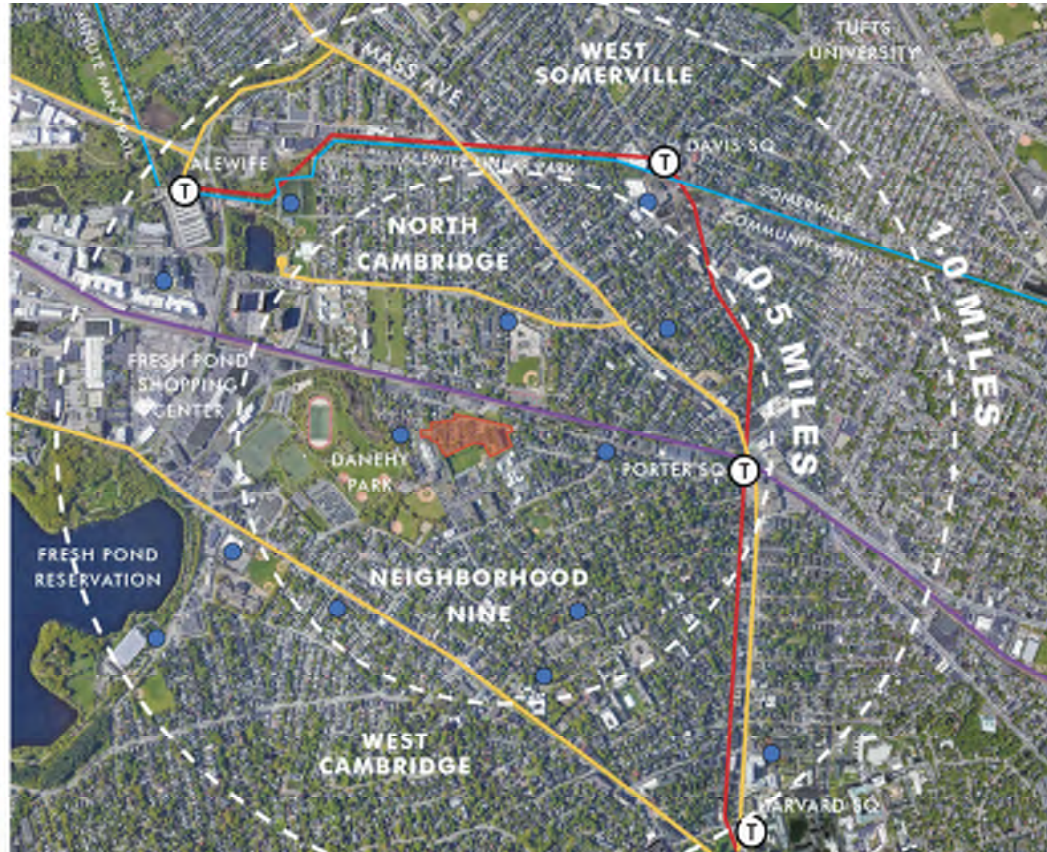 TUFTS
UNIVERSITY
WEST
SOMERVILLE
MASS AVE
MINUTE MAN TRAIL
ALEWIFE
T
ALEWIFE LINEAR PARK
T
DAVIS SQ
SOMERVILLE
COMMUNITY PATH
NORTH
CAMBRIDGE
1.0 MILES
0.5 MILES
FRESH POND
SHOPPING
CENTER
DANEHY
PARK
PORTER SQ
T
FRESH POND
RESERVATION
NEIGHBORHOOD
NINE
WEST
CAMBRIDGE
HARVARD SQ
T